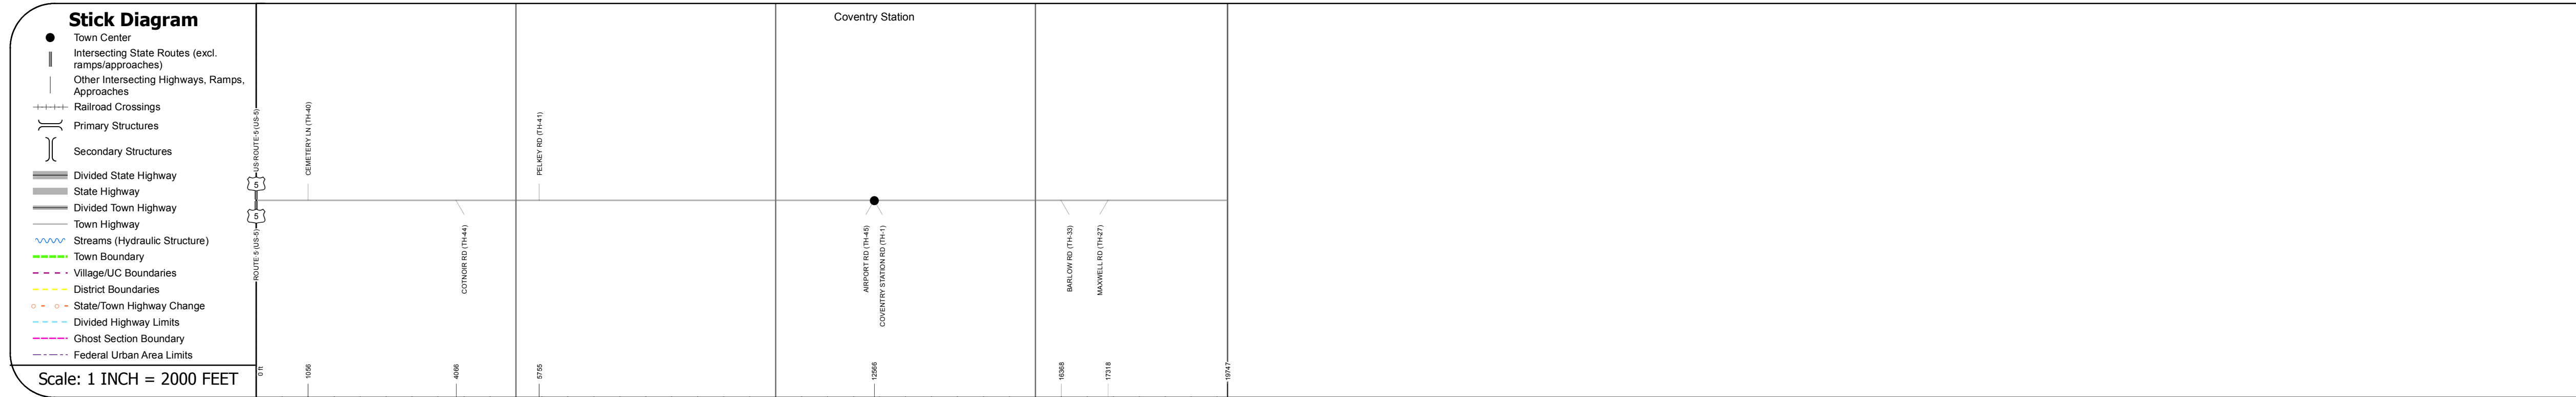 Stick Diagram
Town Center
Intersecting State Routes (excl.
ramps/approaches)
Other Intersecting Highways, Ramps,
Approaches
Railroad Crossings
Primary Structures
Secondary Structures
Divided State Highway
State Highway
Divided Town Highway
Town Highway
Streams (Hydraulic Structure)
Town Boundary
Village/UC Boundaries
District Boundaries
State/Town Highway Change
Divided Highway Limits
Ghost Section Boundary
Federal Urban Area Limits
Scale: 1 INCH = 2000 FEET
Coventry Station
US ROUTE-5 (US-5)
5
5
ROUTE-5 (US-5)
CEMETERY LN (TH-40)
COTNOIR RD (TH-44)
PELKEY RD (TH-41)
AIRPORT RD (TH-45)
COVENTRY STATION RD (TH-1)
BARLOW RD (TH-33)
MAXWELL RD (TH-27)
0 ft
1056
4066
5755
12566
16368
17318
19747